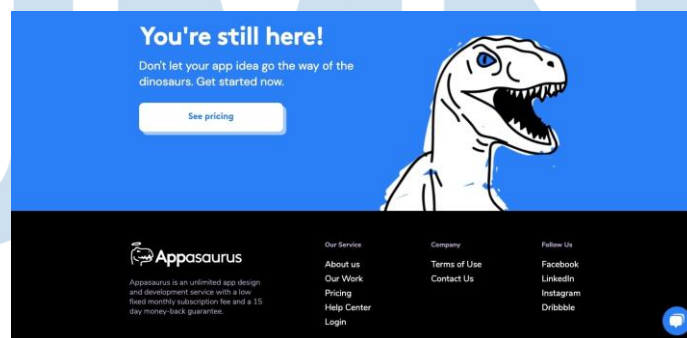 You're still here!
Don't let your app idea go the way of the
dinosaurs. Get started now.
See pricing
Appasaurus
Appasaurus is an unlimited app design
and development service with a low
fixed monthly subscription fee and a 15
day money-back guarantee.
Our Service
About us
Our Work
Pricing
Help Center
Login
Company
Terms of Use
Contact Us
Follow Us
Facebook
LinkedIn
Instagram
Dribbble